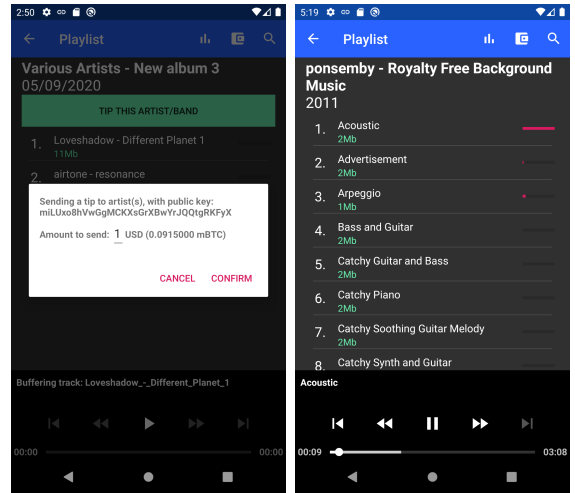 2:50
Playlist
Various Artists - New album 3
05/09/2020
TIP THIS ARTIST/BAND
1. Loveshadow - Different Planet 1
11Mb
2. airtone - resonance
Sending a tip to artist(s), with public key:
miLUxo8hVwGgMCKXsGrXBwYrJQQtgRKFyX
Amount to send: 1 USD (0.0915000 mBTC)
CANCEL CONFIRM
Buffering track: Loveshadow_-_Different_Planet_1
00:00 00:00
5:19
Playlist
ponsemby - Royalty Free Background
Music
2011
1. Acoustic
2Mb
2. Advertisement
2Mb
3. Arpeggio
1Mb
4. Bass and Guitar
2Mb
5. Catchy Guitar and Bass
2Mb
6. Catchy Piano
2Mb
7. Catchy Soothing Guitar Melody
2Mb
8. Catchy Synth and Guitar
Acoustic
00:09 03:08